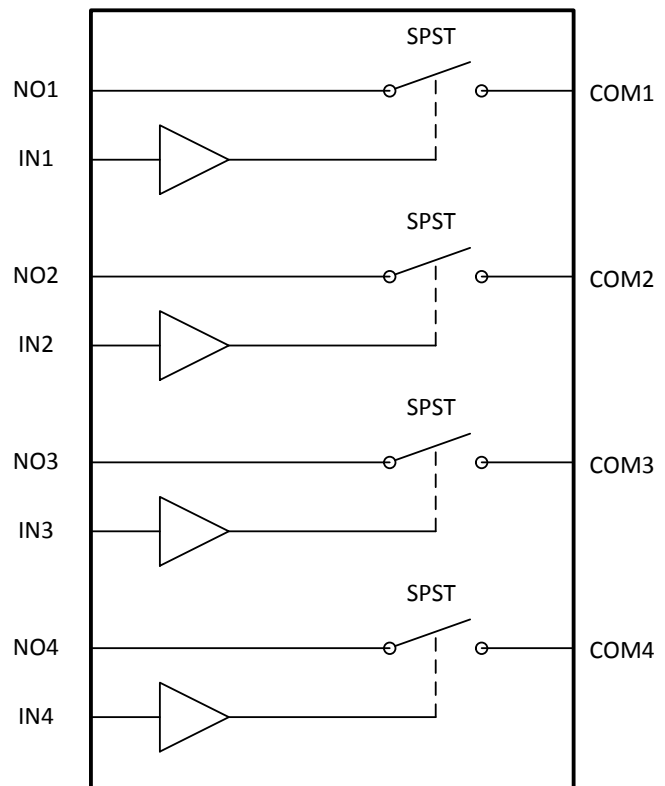 SPST
NO1
COM1
IN1
SPST
NO2
COM2
IN2
SPST
NO3
COM3
IN3
SPST
NO4
COM4
IN4